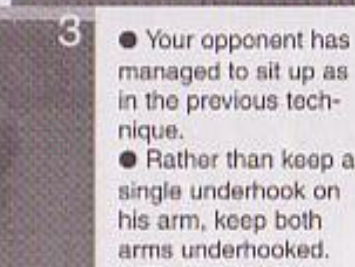 3
● Your opponent has
managed to sit up as
in the previous tech-
nique.
● Rather than keep a
single underhook on
his arm, keep both
arms underhooked.